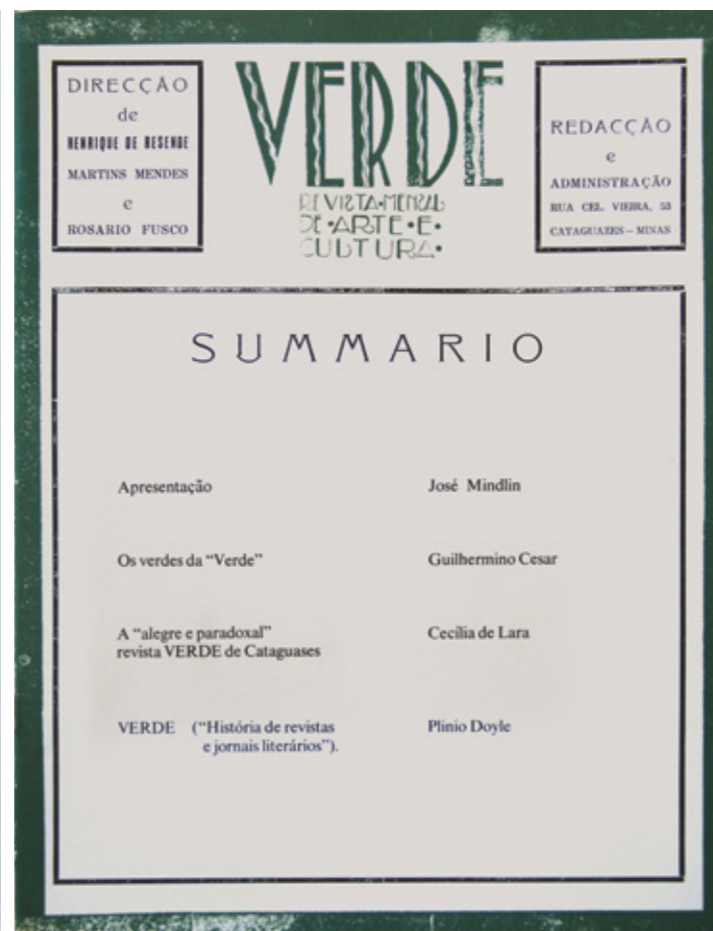 DIRECÇÃO
de
HENRIQUE DE RESENDE
MARTINS MENDES
e
ROSARIO FUSCO
VERDE
REVISTA MENSAL
DE • ARTE • E •
CULTURA •
REDACÇÃO
e
ADMINISTRAÇÃO
RUA CEL. VIEIRA, 53
CATAGUAZES – MINAS
SUMMARIO
Apresentação José Mindlin
Os verdes da “Verde” Guilhermino Cesar
A “alegre e paradoxal” Cecília de Lara
revista VERDE de Cataguases
VERDE (“História de revistas Plinio Doyle
e jornais literários”).